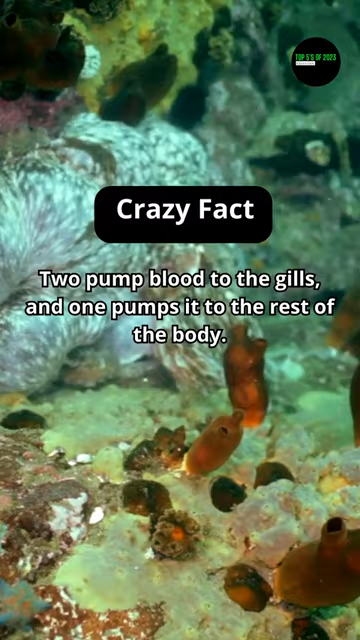 TOP 5'S OF 2023
Crazy Fact
Two pump blood to the gills,
and one pumps it to the rest of
the body.